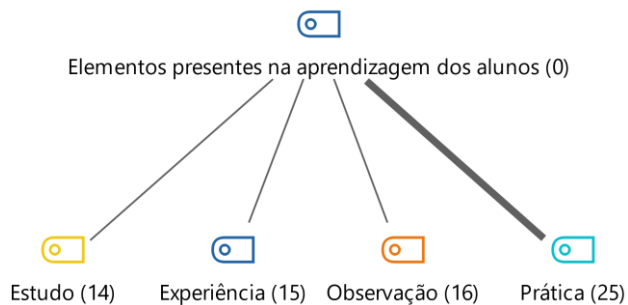 Elementos presentes na aprendizagem dos alunos (0)
Estudo (14) Experiência (15) Observação (16) Prática (25)